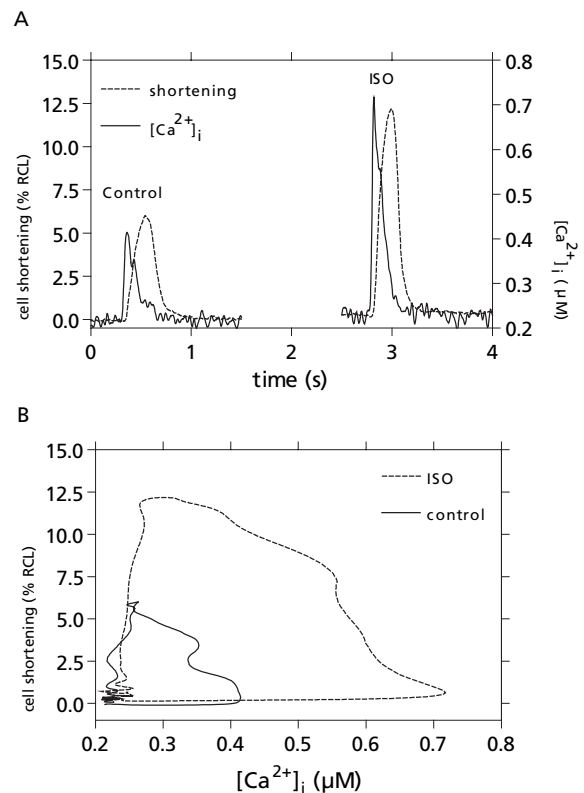 A
15.0
12.5
10.0
7.5
5.0
2.5
0.0
cell shortening (% RCL)
shortening
[Ca2+]i
Control
ISO
0.8
0.7
0.6
0.5
0.4
0.3
0.2
[Ca2+]i (µM)
0 1 2 3 4
time (s)
B
15.0
12.5
10.0
7.5
5.0
2.5
0.0
cell shortening (% RCL)
ISO
control
0.2 0.3 0.4 0.5 0.6 0.7 0.8
[Ca2+]i (µM)